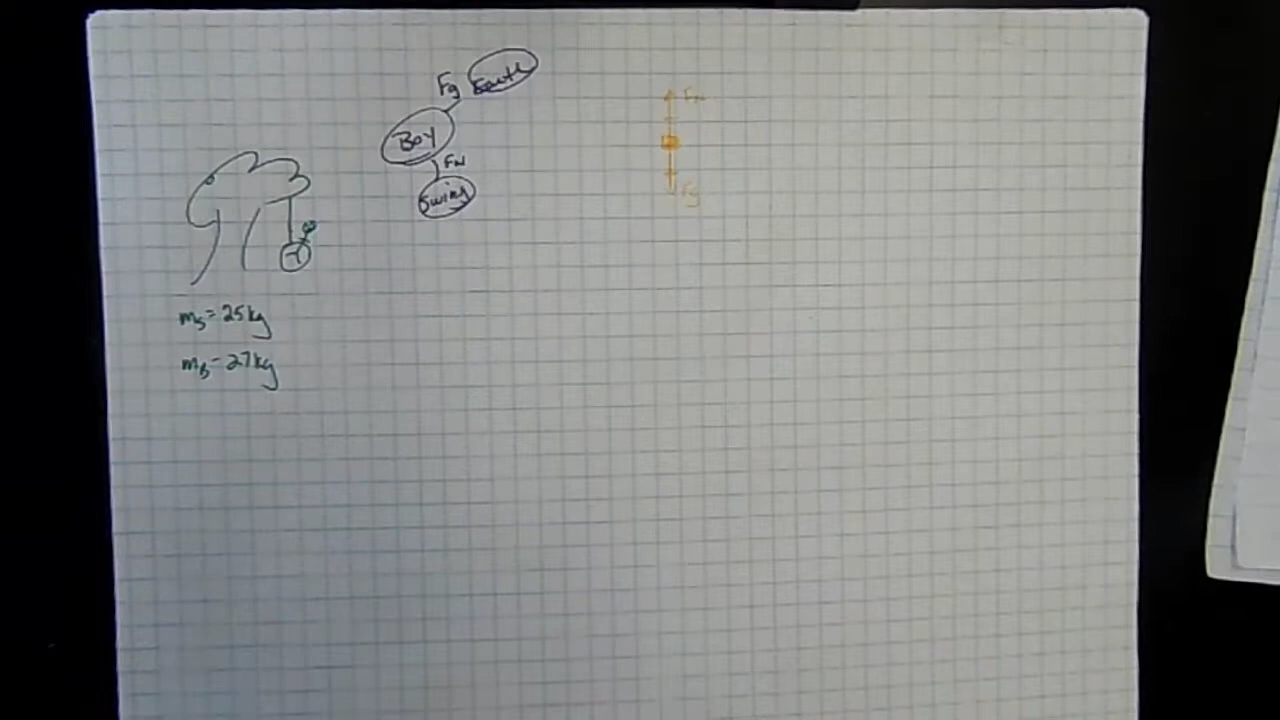 Fg Earth
Boy
FN
Swing
FN
Fg
ms = 25 kg
mB = 27 kg